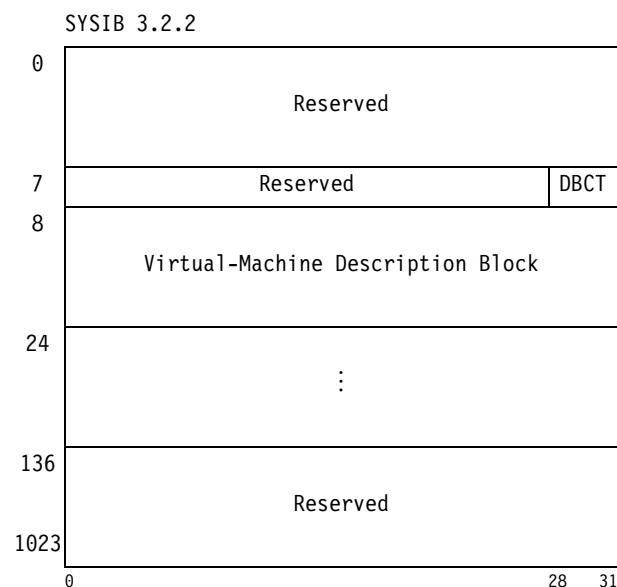 SYSIB 3.2.2
0
Reserved
7 Reserved DBCT
8
Virtual-Machine Description Block
24
⋮
136
Reserved
1023
0 28 31